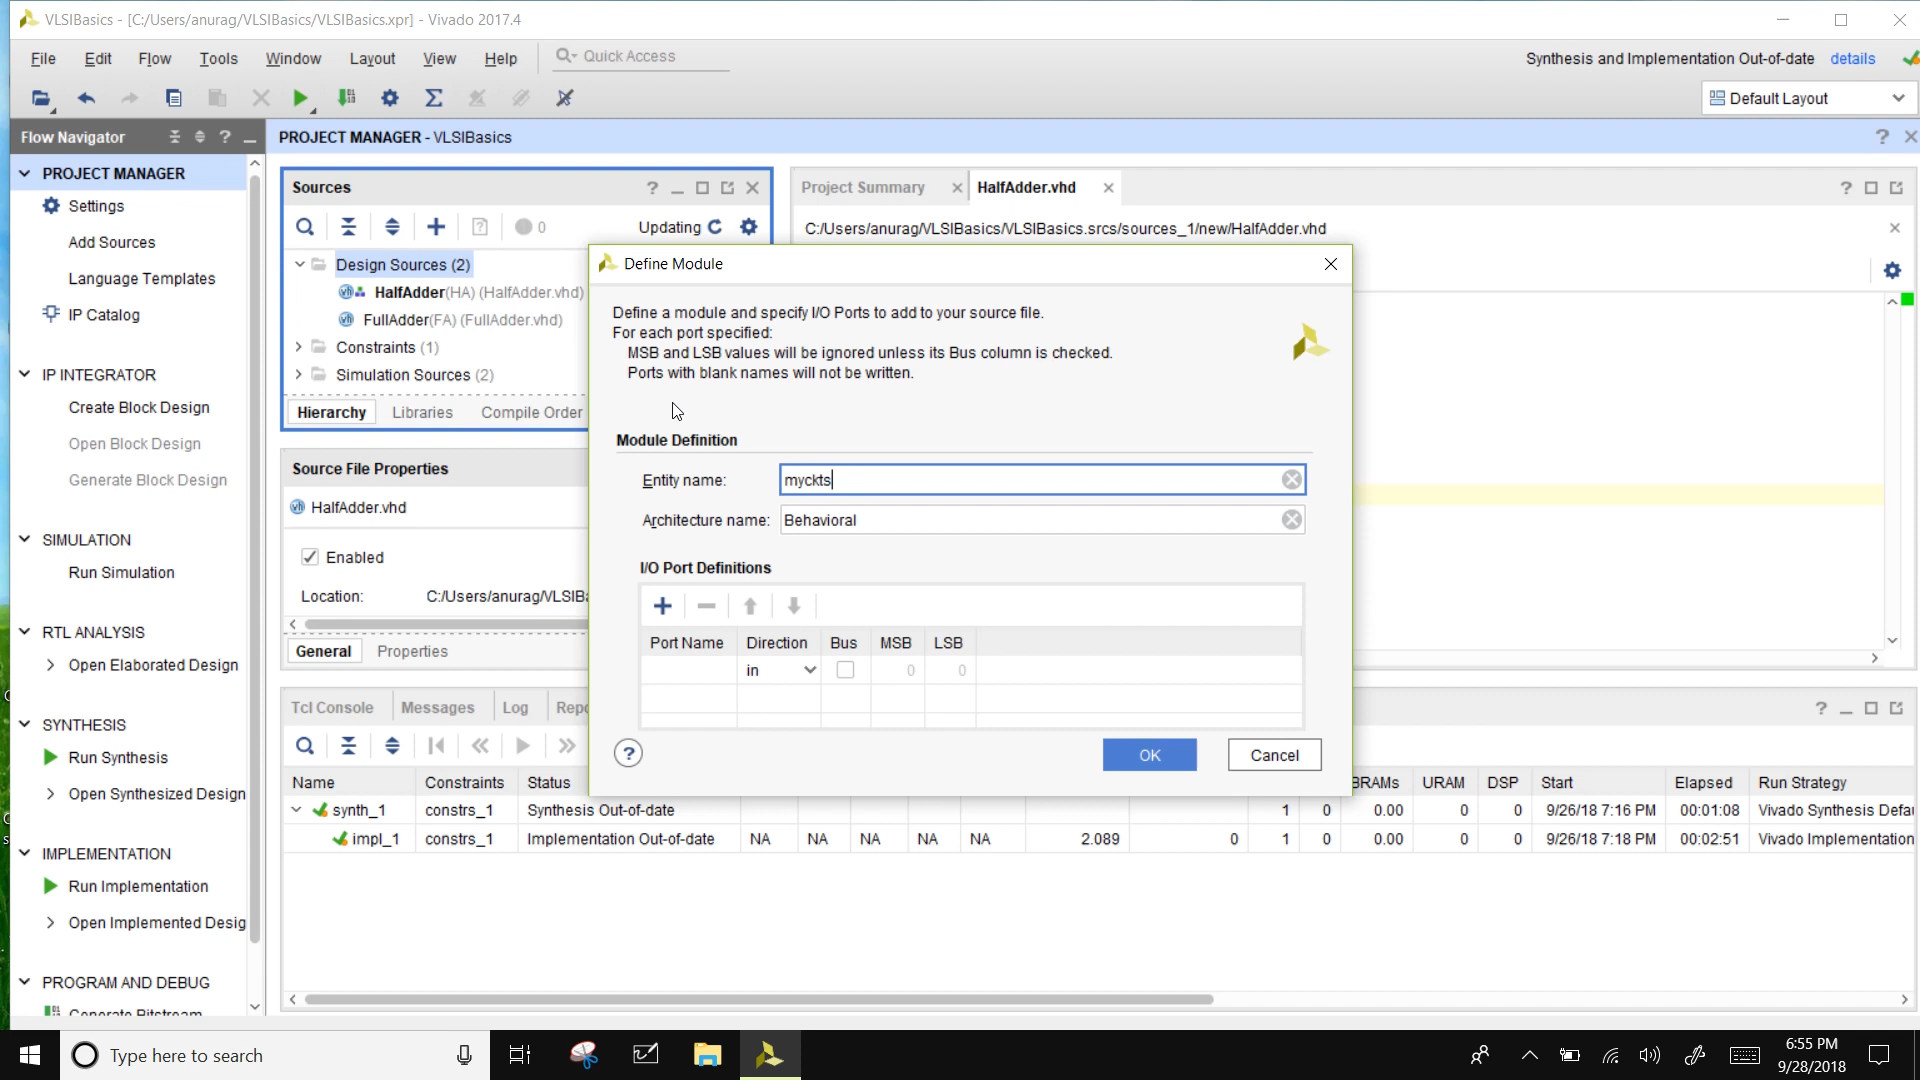 VLSIBasics - [C:/Users/anurag/VLSIBasics/VLSIBasics.xpr] - Vivado 2017.4
File Edit Flow Tools Window Layout View Help Quick Access
Synthesis and Implementation Out-of-date details
Default Layout
Flow Navigator
PROJECT MANAGER - VLSIBasics
PROJECT MANAGER
Settings
Add Sources
Language Templates
IP Catalog
IP INTEGRATOR
Create Block Design
Open Block Design
Generate Block Design
SIMULATION
Run Simulation
RTL ANALYSIS
Open Elaborated Design
SYNTHESIS
Run Synthesis
Open Synthesized Design
IMPLEMENTATION
Run Implementation
Open Implemented Desig
PROGRAM AND DEBUG
Generate Bitstream
Sources
0 Updating
Design Sources (2)
HalfAdder(HA) (HalfAdder.vhd)
FullAdder(FA) (FullAdder.vhd)
Constraints (1)
Simulation Sources (2)
Hierarchy Libraries Compile Order
Source File Properties
HalfAdder.vhd
Enabled
Location: C:/Users/anurag/VLSIBa
General Properties
Project Summary HalfAdder.vhd
C:/Users/anurag/VLSIBasics/VLSIBasics.srcs/sources_1/new/HalfAdder.vhd
Define Module
Define a module and specify I/O Ports to add to your source file.
For each port specified:
MSB and LSB values will be ignored unless its Bus column is checked.
Ports with blank names will not be written.
Module Definition
Entity name: myckts
Architecture name: Behavioral
I/O Port Definitions
Port Name Direction Bus MSB LSB
in 0 0
? OK Cancel
Tcl Console Messages Log Repo
Name Constraints Status BRAMs URAM DSP Start Elapsed Run Strategy
synth_1 constrs_1 Synthesis Out-of-date 1 0 0.00 0 0 9/26/18 7:16 PM 00:01:08 Vivado Synthesis Defau
impl_1 constrs_1 Implementation Out-of-date NA NA NA NA NA 2.089 0 1 0 0.00 0 0 9/26/18 7:18 PM 00:02:51 Vivado Implementation
Type here to search
6:55 PM
9/28/2018